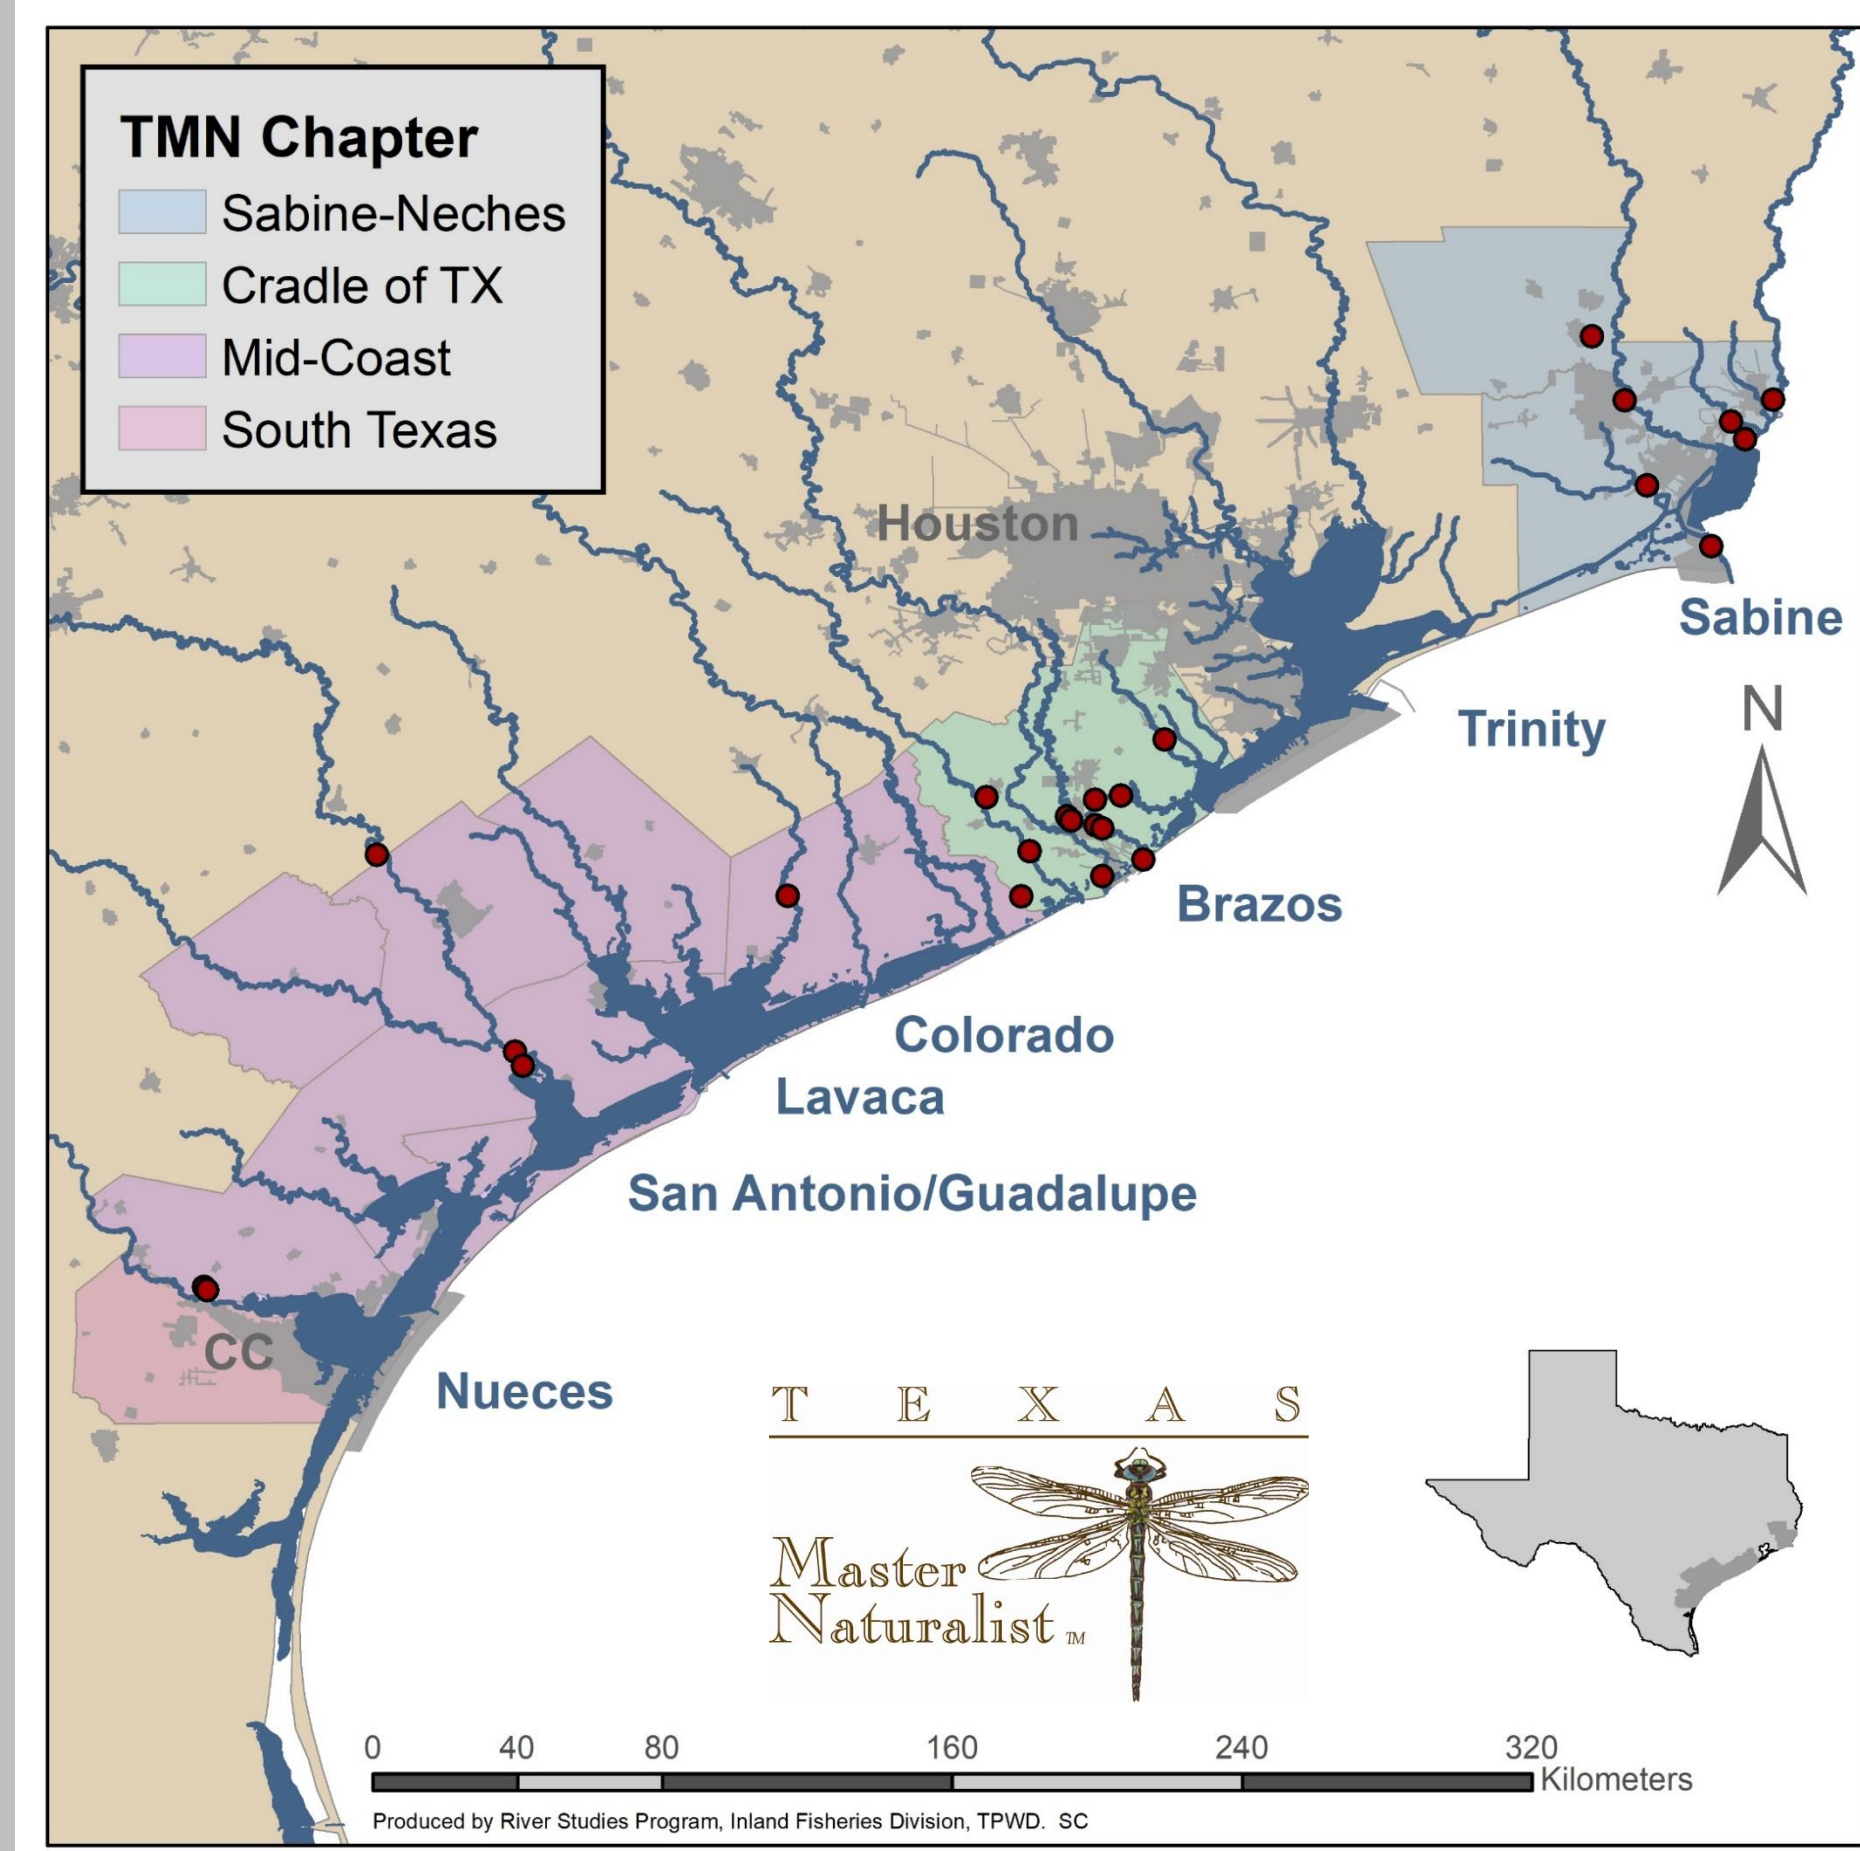 TMN Chapter
Sabine-Neches
Cradle of TX
Mid-Coast
South Texas
Houston
Sabine
N
Trinity
Brazos
Colorado
Lavaca
San Antonio/Guadalupe
CC
Nueces
TEXAS
Master
Naturalist TM
0 40 80 160 240 320
Kilometers
Produced by River Studies Program, Inland Fisheries Division, TPWD. SC